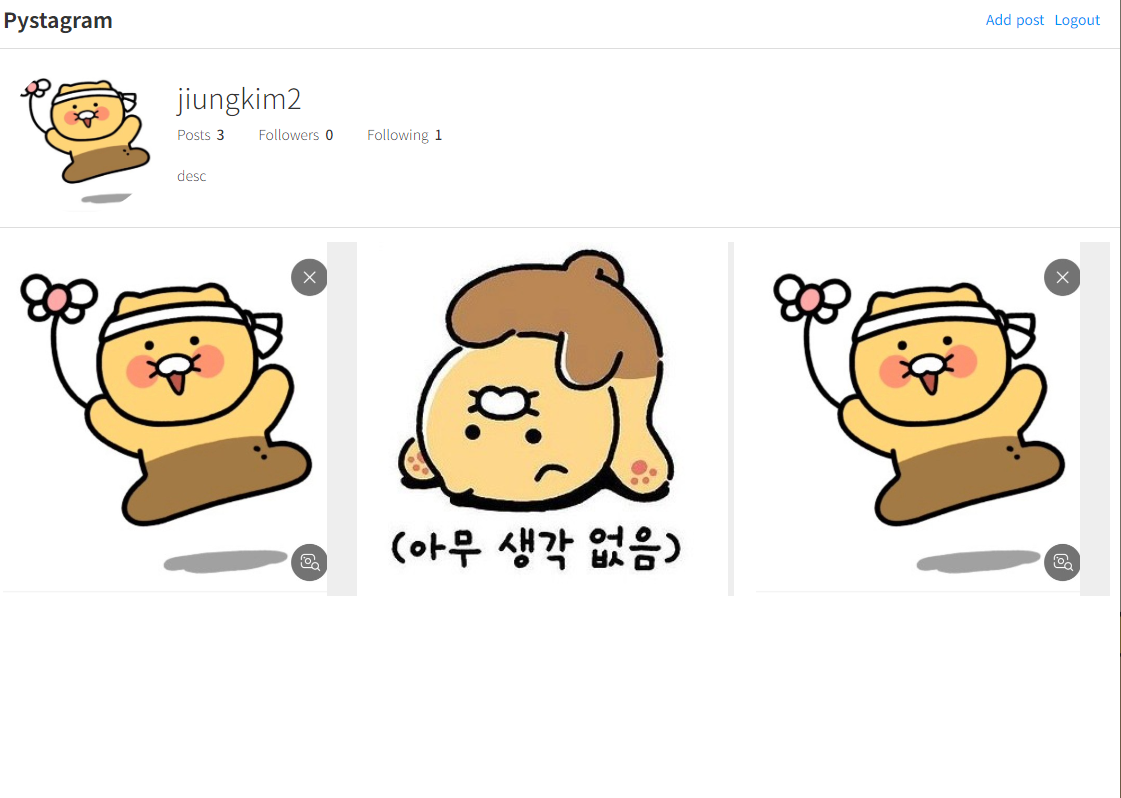 Pystagram
Add post Logout
jiungkim2
Posts 3 Followers 0 Following 1
desc
(아무 생각 없음)